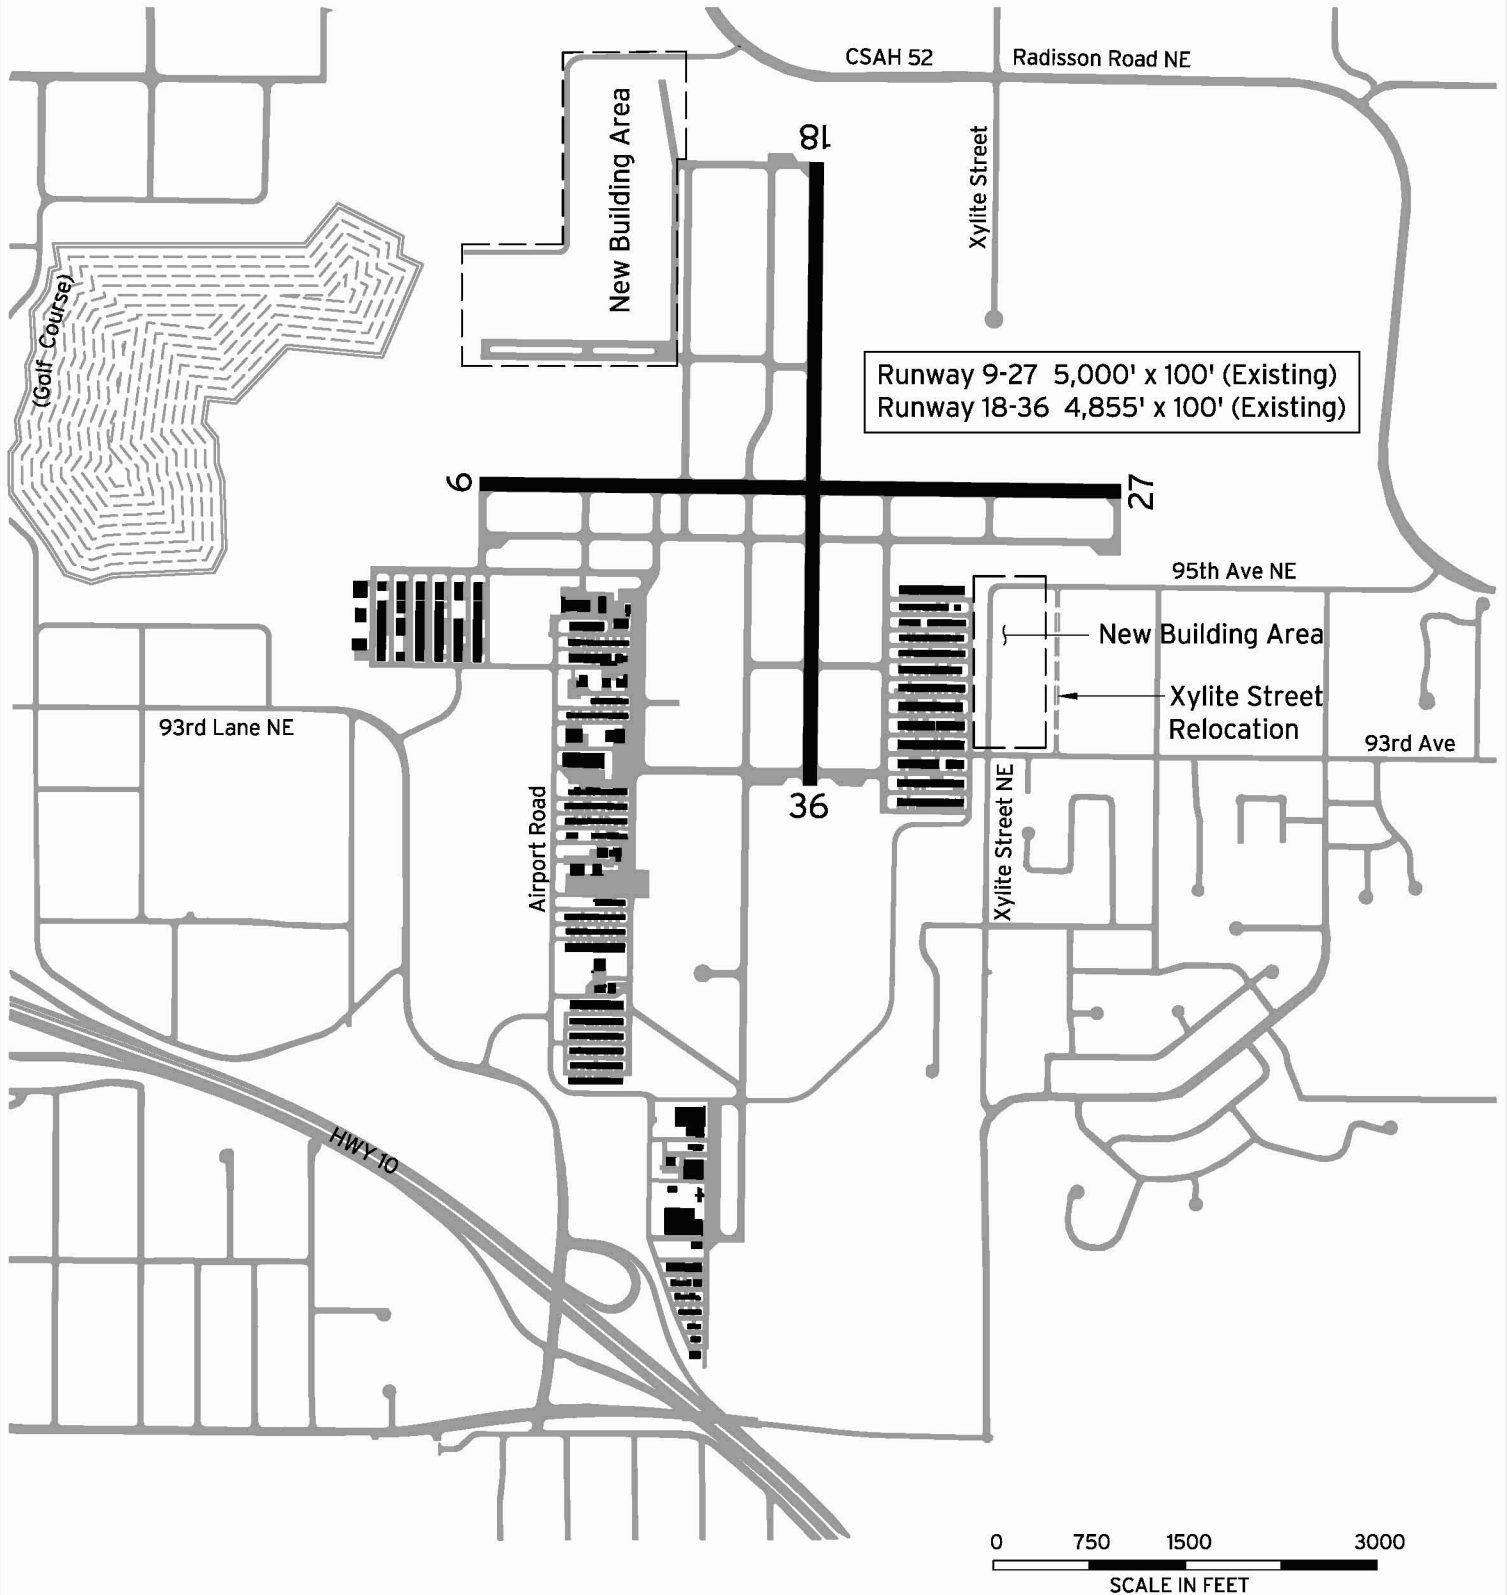 CSAH 52
Radisson Road NE
New Building Area
18
Xylite Street
(Golf Course)
Runway 9-27 5,000' x 100' (Existing)
Runway 18-36 4,855' x 100' (Existing)
9
27
95th Ave NE
New Building Area
Xylite Street
Relocation
93rd Lane NE
93rd Ave
36
Airport Road
Xylite Street NE
HWY 10
0 750 1500 3000
SCALE IN FEET